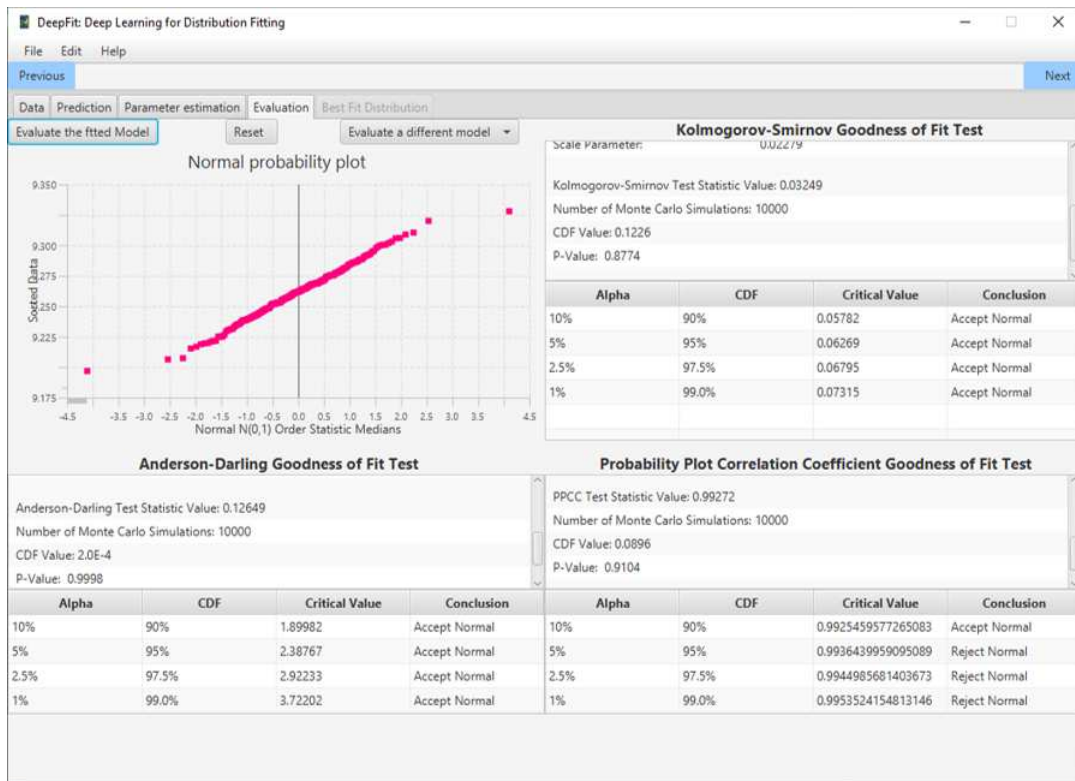 DeepFit: Deep Learning for Distribution Fitting
File Edit Help
Previous Next
Data Prediction Parameter estimation Evaluation Best Fit Distribution
Evaluate the ftted Model Reset Evaluate a different model
Normal probability plot
Sorted Data
9.350
9.300
9.275
9.250
9.225
9.175
-4.5 -3.5 -3.0 -2.5 -2.0 -1.5 -1.0 -0.5 0.0 0.5 1.0 1.5 2.0 2.5 3.0 3.5 4.5
Normal N(0,1) Order Statistic Medians
Kolmogorov-Smirnov Goodness of Fit Test
Scale Parameter: 0.02279
Kolmogorov-Smirnov Test Statistic Value: 0.03249
Number of Monte Carlo Simulations: 10000
CDF Value: 0.1226
P-Value: 0.8774
Alpha CDF Critical Value Conclusion
10% 90% 0.05782 Accept Normal
5% 95% 0.06269 Accept Normal
2.5% 97.5% 0.06795 Accept Normal
1% 99.0% 0.07315 Accept Normal
Anderson-Darling Goodness of Fit Test
Anderson-Darling Test Statistic Value: 0.12649
Number of Monte Carlo Simulations: 10000
CDF Value: 2.0E-4
P-Value: 0.9998
Alpha CDF Critical Value Conclusion
10% 90% 1.89982 Accept Normal
5% 95% 2.38767 Accept Normal
2.5% 97.5% 2.92233 Accept Normal
1% 99.0% 3.72202 Accept Normal
Probability Plot Correlation Coefficient Goodness of Fit Test
PPCC Test Statistic Value: 0.99272
Number of Monte Carlo Simulations: 10000
CDF Value: 0.0896
P-Value: 0.9104
Alpha CDF Critical Value Conclusion
10% 90% 0.9925459577265083 Accept Normal
5% 95% 0.9936439959095089 Reject Normal
2.5% 97.5% 0.9944985681403673 Reject Normal
1% 99.0% 0.9953524154813146 Reject Normal